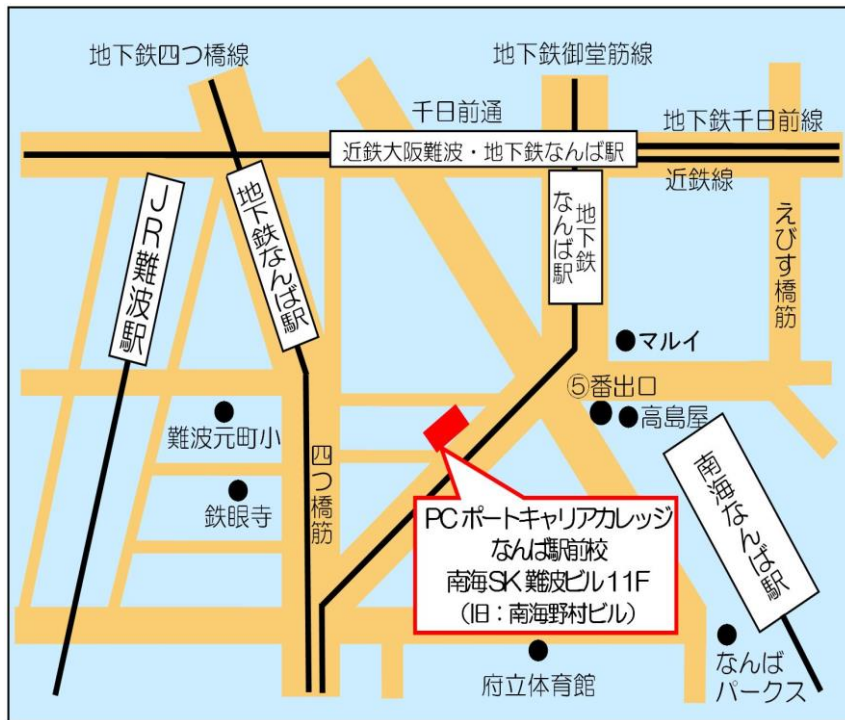 地下鉄四つ橋線
地下鉄御堂筋線
千日前通
地下鉄千日前線
近鉄大阪難波・地下鉄なんば駅
近鉄線
JR難波駅
地下鉄なんば駅
地下鉄
なんば駅
えびす橋筋
マルイ
⑤番出口
高島屋
難波元町小
四つ橋筋
鉄眼寺
南海なんば駅
PCポートキャリアカレッジ
なんば駅前校
南海SK難波ビル11F
(旧:南海野村ビル)
府立体育館
なんば
パークス